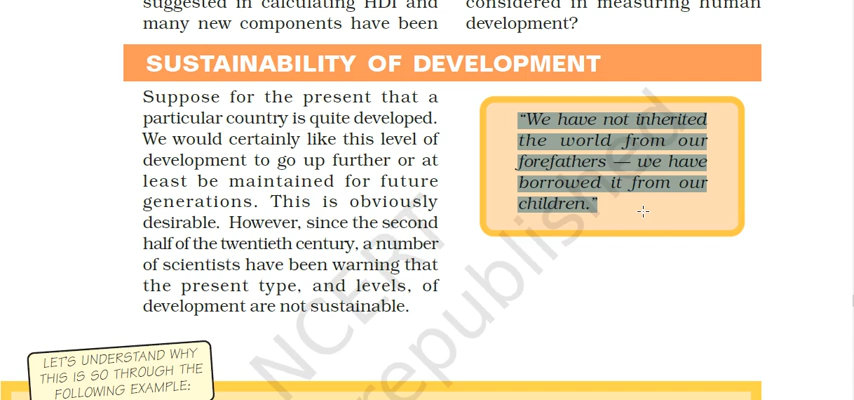 suggested in calculating HDI and
many new components have been
considered in measuring human
development?
SUSTAINABILITY OF DEVELOPMENT
Suppose for the present that a
particular country is quite developed.
We would certainly like this level of
development to go up further or at
least be maintained for future
generations. This is obviously
desirable. However, since the second
half of the twentieth century, a number
of scientists have been warning that
the present type, and levels, of
development are not sustainable.
“We have not inherited
the world from our
forefathers — we have
borrowed it from our
children.”
LET'S UNDERSTAND WHY
THIS IS SO THROUGH THE
FOLLOWING EXAMPLE:
NCERT
republished